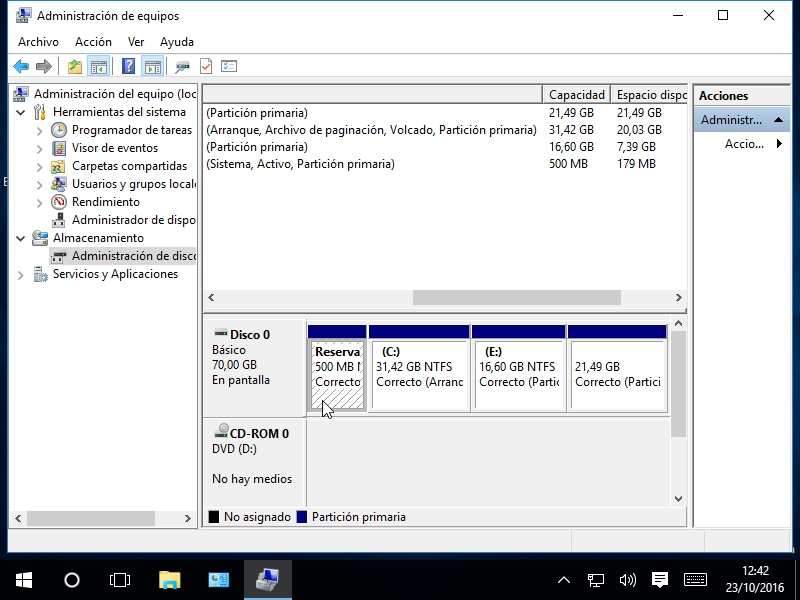 Administración de equipos
Archivo Acción Ver Ayuda
Administración del equipo (loc
Herramientas del sistema
Programador de tareas
Visor de eventos
Carpetas compartidas
Usuarios y grupos locale
Rendimiento
Administrador de dispo
Almacenamiento
Administración de disco
Servicios y Aplicaciones
Capacidad Espacio dispo
(Partición primaria) 21,49 GB 21,49 GB
(Arranque, Archivo de paginación, Volcado, Partición primaria) 31,42 GB 20,03 GB
(Partición primaria) 16,60 GB 7,39 GB
(Sistema, Activo, Partición primaria) 500 MB 179 MB
Disco 0
Básico
70,00 GB
En pantalla
Reserva
500 MB N
Correcto
(C:)
31,42 GB NTFS
Correcto (Arranc
(E:)
16,60 GB NTFS
Correcto (Partic
21,49 GB
Correcto (Partici
CD-ROM 0
DVD (D:)
No hay medios
No asignado Partición primaria
Acciones
Administr...
Accio...
12:42
23/10/2016